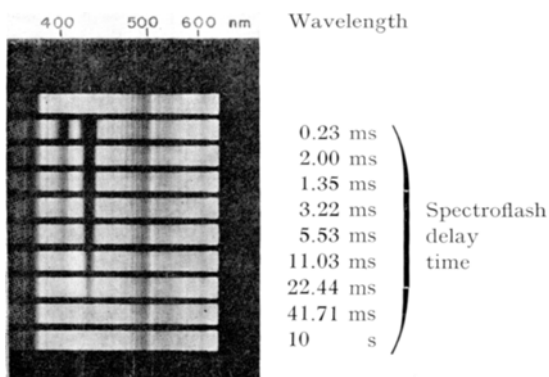 400 500 600 nm Wavelength
0.23 ms
2.00 ms
1.35 ms
3.22 ms Spectroflash
5.53 ms delay
11.03 ms time
22.44 ms
41.71 ms
10 s